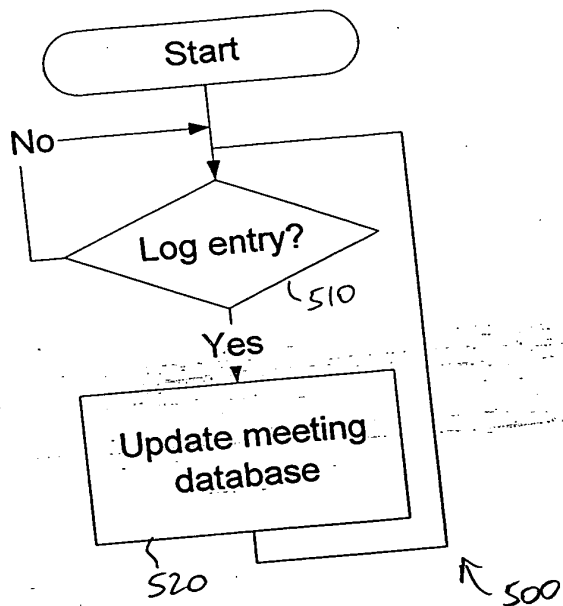 Start
No
Log entry?
510
Yes
Update meeting
database
520
500